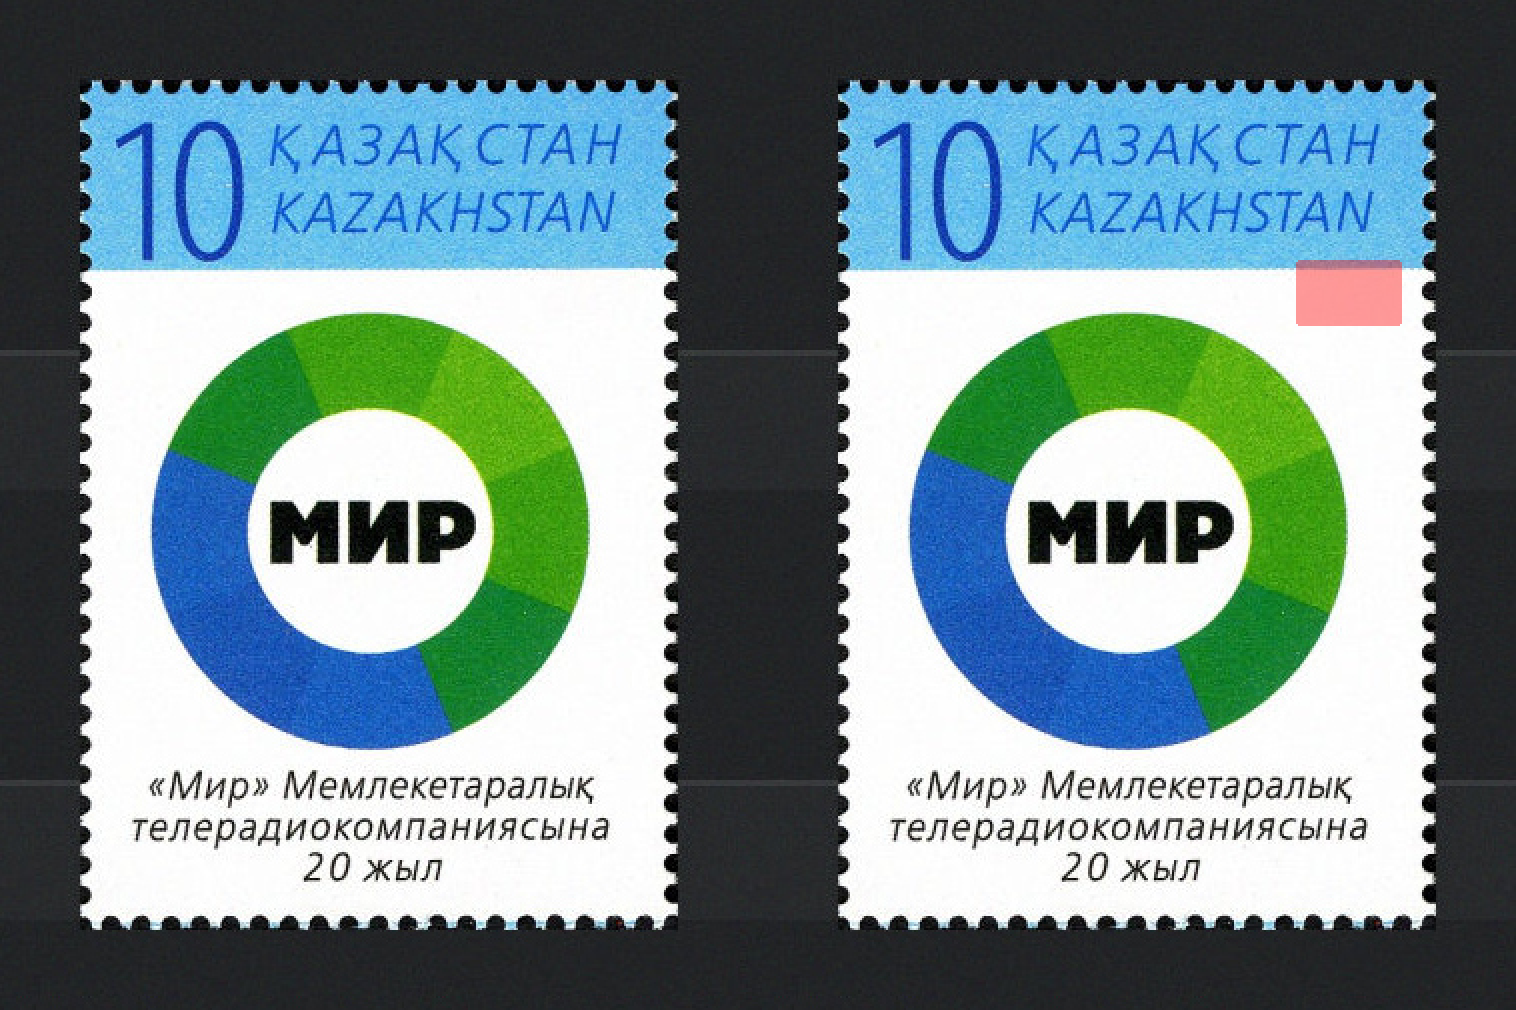 10
ҚАЗАҚСТАН
KAZAKHSTAN
МИР
«Мир» Мемлекетаралық
телерадиокомпаниясына
20 жыл
10
ҚАЗАҚСТАН
KAZAKHSTAN
МИР
«Мир» Мемлекетаралық
телерадиокомпаниясына
20 жыл